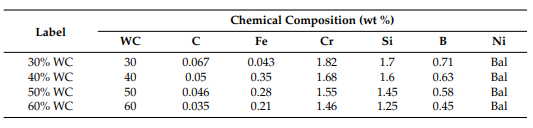 Label Chemical Composition (wt %)
WC C Fe Cr Si B Ni
30% WC 30 0.067 0.043 1.82 1.7 0.71 Bal
40% WC 40 0.05 0.35 1.68 1.6 0.63 Bal
50% WC 50 0.046 0.28 1.55 1.45 0.58 Bal
60% WC 60 0.035 0.21 1.46 1.25 0.45 Bal